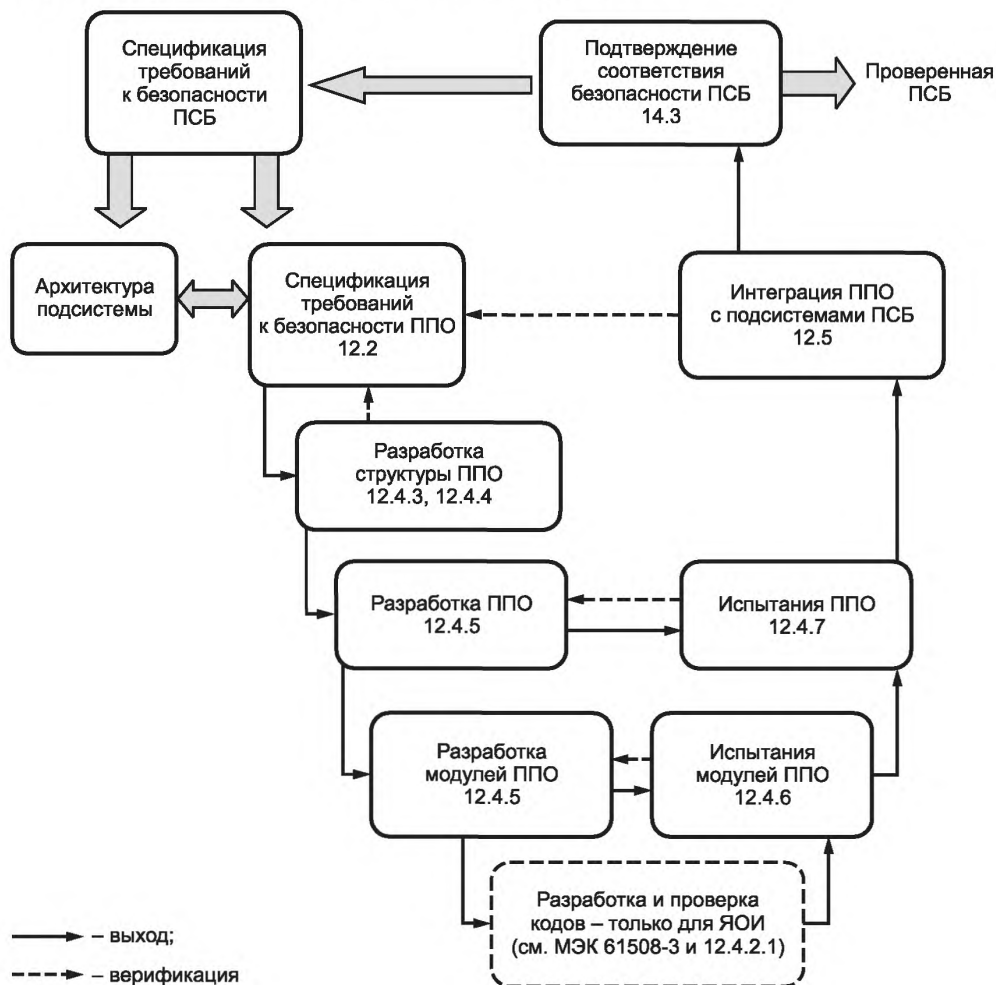 Спецификация
требований
к безопасности
ПСБ
Подтверждение
соответствия
безопасности ПСБ
14.3
Проверенная
ПСБ
Архитектура
подсистемы
Спецификация
требований
к безопасности ППО
12.2
Интеграция ППО
с подсистемами ПСБ
12.5
Разработка
структуры ППО
12.4.3, 12.4.4
Разработка ППО
12.4.5
Испытания ППО
12.4.7
Разработка
модулей ППО
12.4.5
Испытания
модулей ППО
12.4.6
Разработка и проверка
кодов – только для ЯОИ
(см. МЭК 61508-3 и 12.4.2.1)
– выход;
– верификация